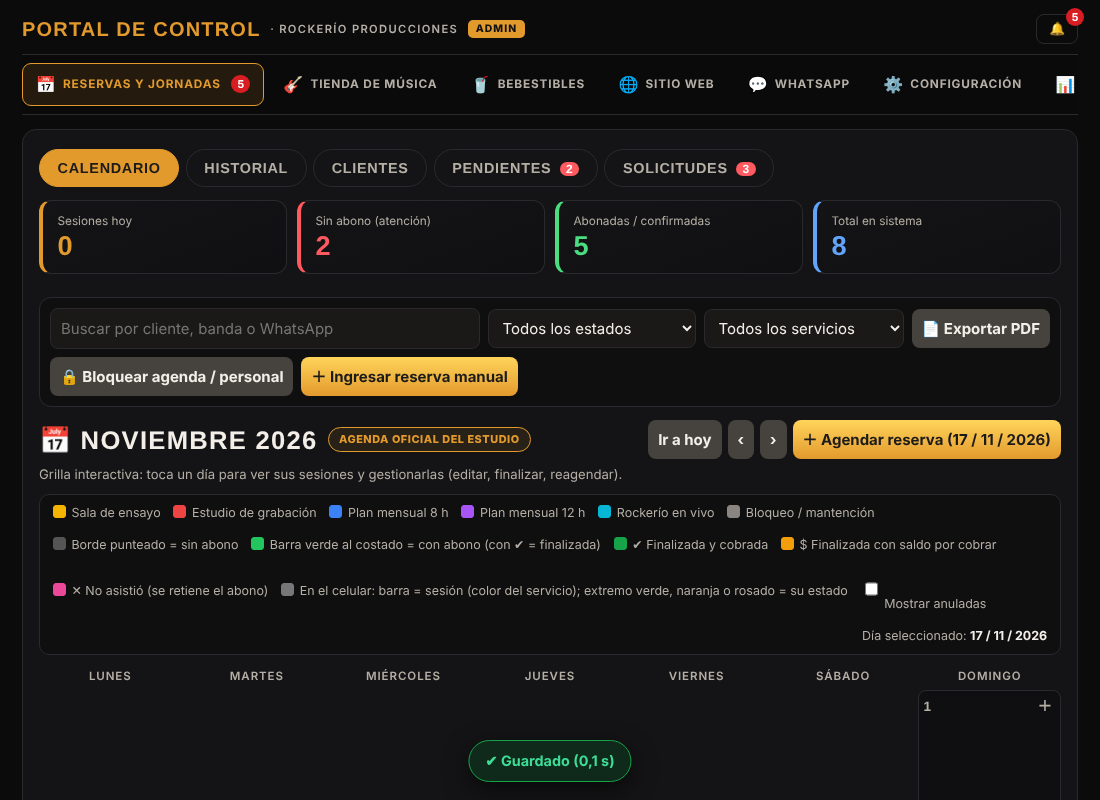 PORTAL DE CONTROL · ROCKERÍO PRODUCCIONES ADMIN 5
RESERVAS Y JORNADAS 5 TIENDA DE MÚSICA BEBESTIBLES SITIO WEB WHATSAPP CONFIGURACIÓN
CALENDARIO HISTORIAL CLIENTES PENDIENTES 2 SOLICITUDES 3
Sesiones hoy Sin abono (atención) Abonadas / confirmadas Total en sistema
0 2 5 8
Buscar por cliente, banda o WhatsApp Todos los estados Todos los servicios Exportar PDF
Bloquear agenda / personal + Ingresar reserva manual
NOVIEMBRE 2026 AGENDA OFICIAL DEL ESTUDIO Ir a hoy ‹ › + Agendar reserva (17 / 11 / 2026)
Grilla interactiva: toca un día para ver sus sesiones y gestionarlas (editar, finalizar, reagendar).
Sala de ensayo Estudio de grabación Plan mensual 8 h Plan mensual 12 h Rockerío en vivo Bloqueo / mantención
Borde punteado = sin abono Barra verde al costado = con abono (con ✔ = finalizada) ✔ Finalizada y cobrada $ Finalizada con saldo por cobrar
✕ No asistió (se retiene el abono) En el celular: barra = sesión (color del servicio); extremo verde, naranja o rosado = su estado
Mostrar anuladas
Día seleccionado: 17 / 11 / 2026
LUNES MARTES MIÉRCOLES JUEVES VIERNES SÁBADO DOMINGO
1 +
✔ Guardado (0,1 s)